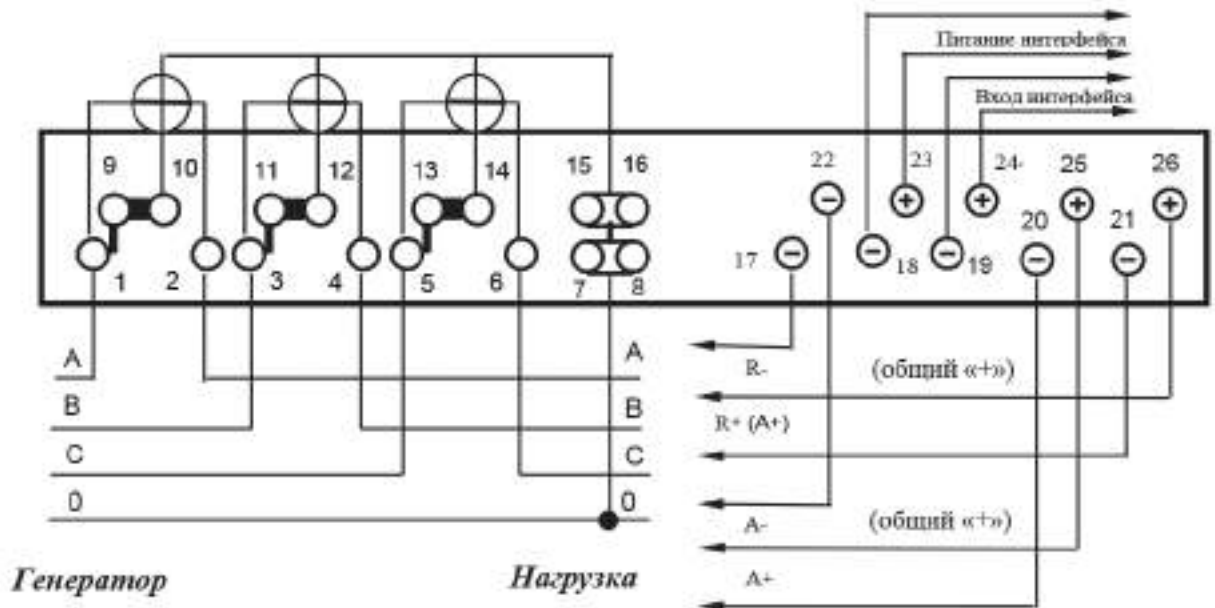 Питание интерфейса
Вход интерфейса
9 10 11 12 13 14 15 16 22 23 24 25 26
20 21
1 2 3 4 5 6 7 8 17 18 19
A A
B B
C C
0 0
R-
(общий «+»)
R+ (A+)
A-
(общий «+»)
A+
Генератор Нагрузка